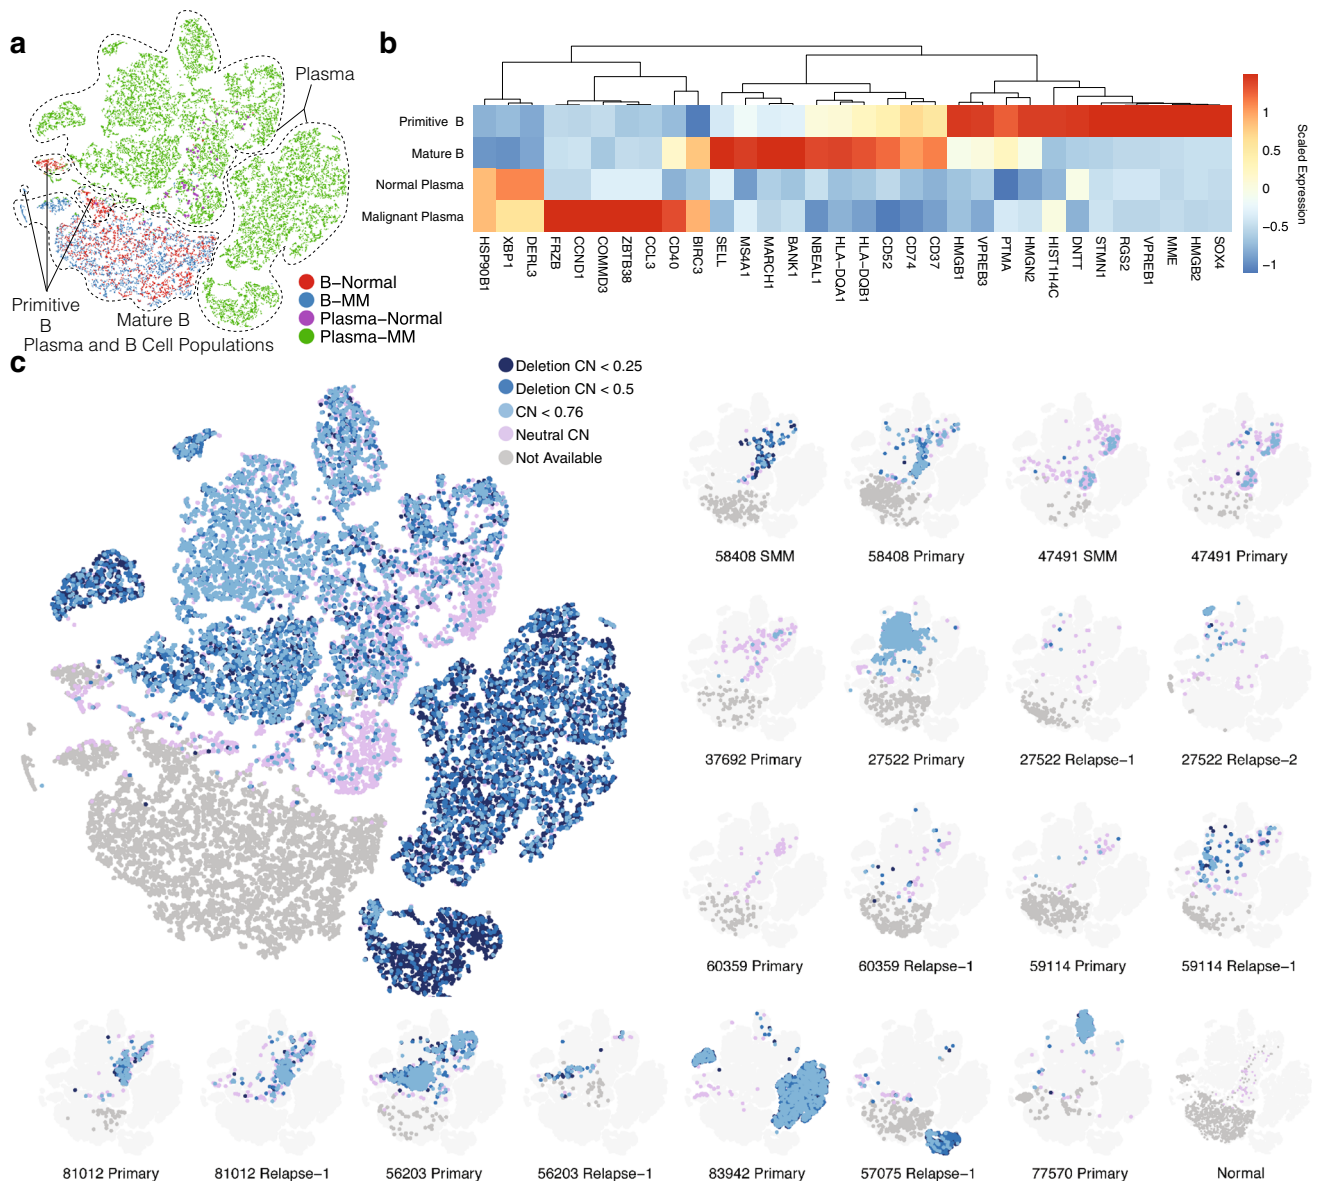 a
Plasma
Primitive
B
Mature B
Plasma and B Cell Populations
B−Normal
B−MM
Plasma−Normal
Plasma−MM
b
Primitive B
Mature B
Normal Plasma
Malignant Plasma
HSP90B1
XBP1
DERL3
FRZB
CCND1
COMMD3
ZBTB38
CCL3
CD40
BIRC3
SELL
MS4A1
MARCH1
BANK1
NBEAL1
HLA−DQA1
HLA−DQB1
CD52
CD74
CD37
HMGB1
VPREB3
PTMA
HMGN2
HIST1H4C
DNTT
STMN1
RGS2
VPREB1
MME
HMGB2
SOX4
1
0.5
0
−0.5
−1
Scaled Expression
c
Deletion CN < 0.25
Deletion CN < 0.5
CN < 0.76
Neutral CN
Not Available
58408 SMM
58408 Primary
47491 SMM
47491 Primary
37692 Primary
27522 Primary
27522 Relapse−1
27522 Relapse−2
60359 Primary
60359 Relapse−1
59114 Primary
59114 Relapse−1
81012 Primary
81012 Relapse−1
56203 Primary
56203 Relapse−1
83942 Primary
57075 Relapse−1
77570 Primary
Normal